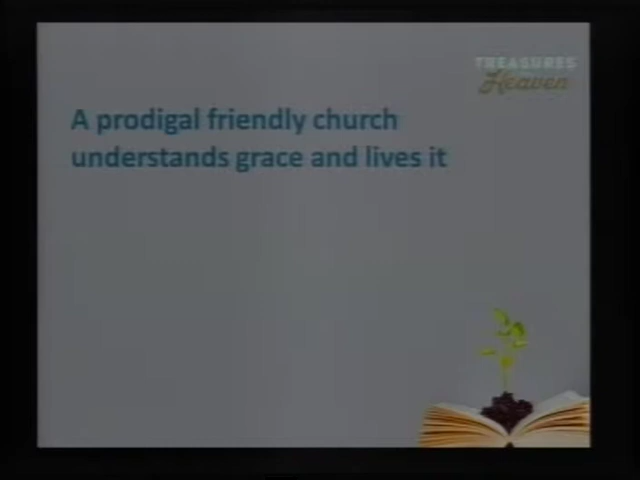 TREASURES
Heaven
A prodigal friendly church
understands grace and lives it